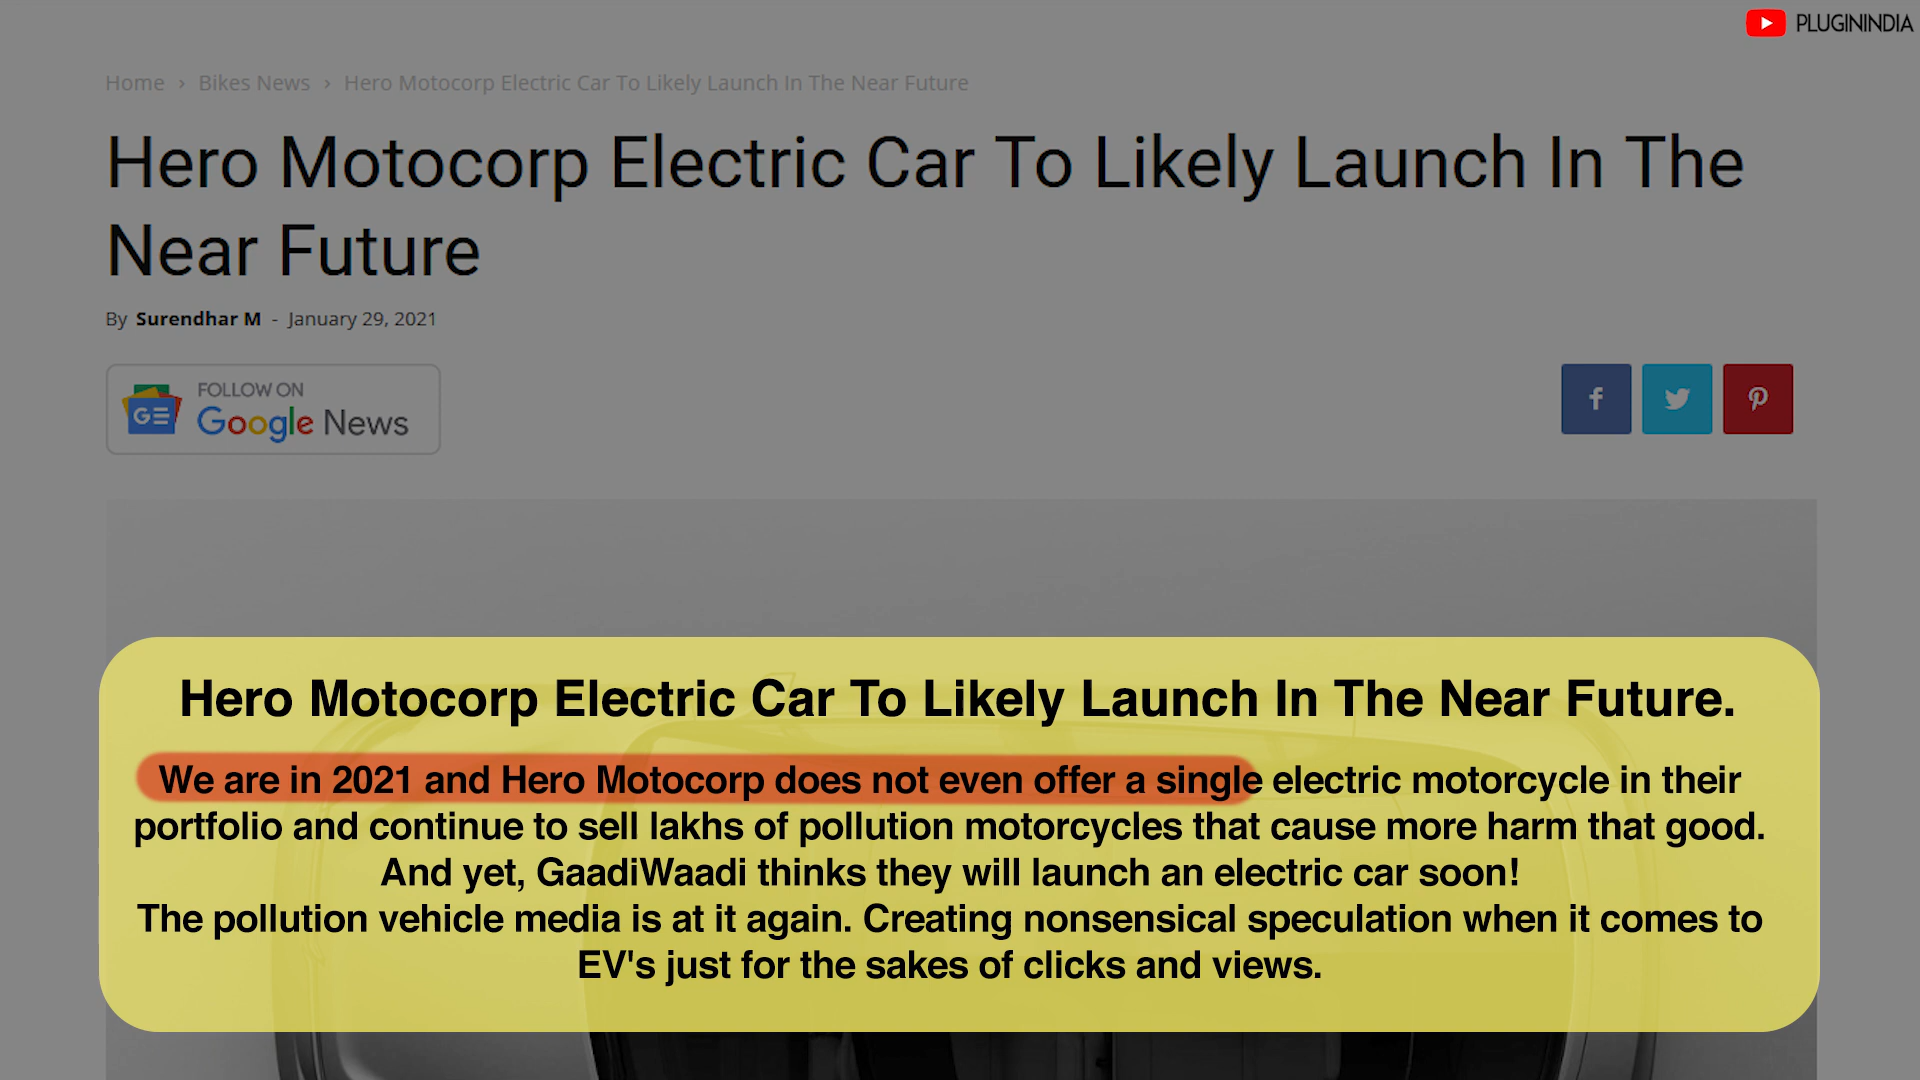 PLUGININDIA
Home › Bikes News › Hero Motocorp Electric Car To Likely Launch In The Near Future
Hero Motocorp Electric Car To Likely Launch In The
Near Future
By Surendhar M - January 29, 2021
FOLLOW ON
GE Google News
f
Hero Motocorp Electric Car To Likely Launch In The Near Future.
We are in 2021 and Hero Motocorp does not even offer a single electric motorcycle in their
portfolio and continue to sell lakhs of pollution motorcycles that cause more harm that good.
And yet, GaadiWaadi thinks they will launch an electric car soon!
The pollution vehicle media is at it again. Creating nonsensical speculation when it comes to
EV's just for the sakes of clicks and views.